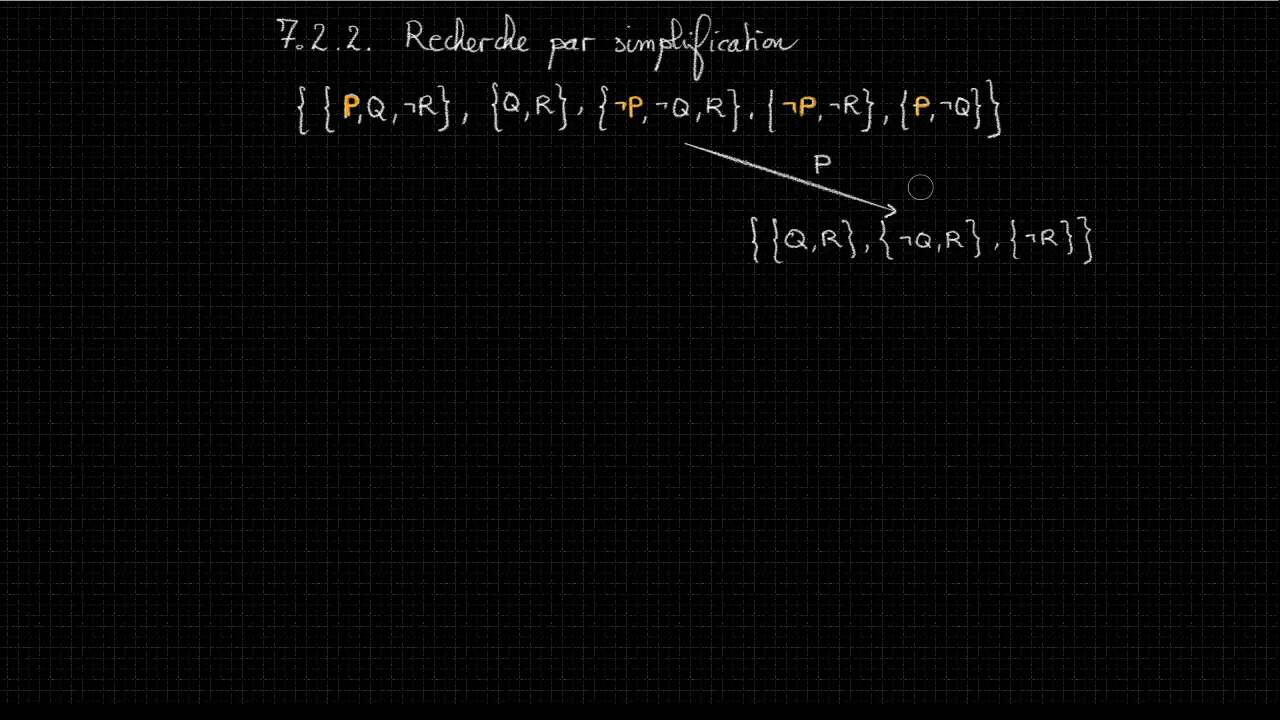 7.2.2. Recherche par simplification
{ {P,Q,¬R}, {Q,R}, {¬P,¬Q,R}, {¬P,¬R}, {P,¬Q}}
P
{ {Q,R}, {¬Q,R}, {¬R}}